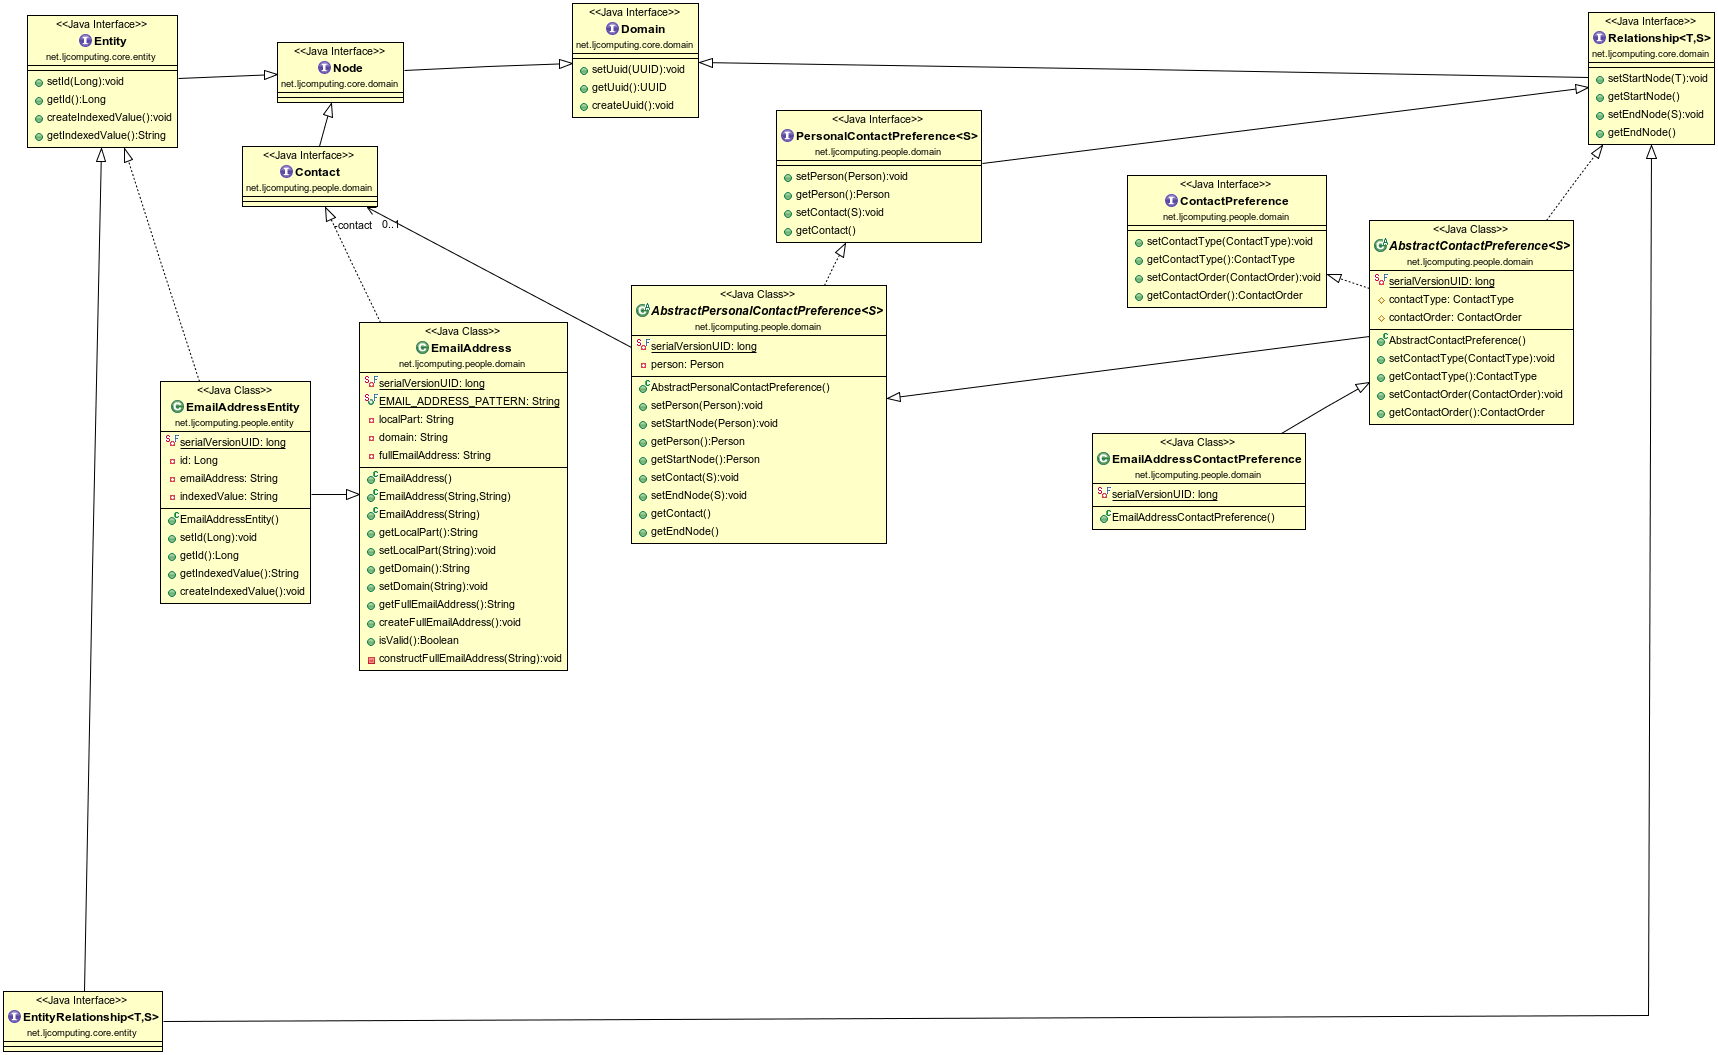 <<Java Interface>>
Entity
net.ljcomputing.core.entity
setId(Long):void
getId():Long
createIndexedValue():void
getIndexedValue():String
<<Java Interface>>
Node
net.ljcomputing.core.domain
<<Java Interface>>
Domain
net.ljcomputing.core.domain
setUuid(UUID):void
getUuid():UUID
createUuid():void
<<Java Interface>>
Relationship<T,S>
net.ljcomputing.core.domain
setStartNode(T):void
getStartNode()
setEndNode(S):void
getEndNode()
<<Java Interface>>
Contact
net.ljcomputing.people.domain
-contact 0..1
<<Java Interface>>
PersonalContactPreference<S>
net.ljcomputing.people.domain
setPerson(Person):void
getPerson():Person
setContact(S):void
getContact()
<<Java Interface>>
ContactPreference
net.ljcomputing.people.domain
setContactType(ContactType):void
getContactType():ContactType
setContactOrder(ContactOrder):void
getContactOrder():ContactOrder
<<Java Class>>
AbstractContactPreference<S>
net.ljcomputing.people.domain
serialVersionUID: long
contactType: ContactType
contactOrder: ContactOrder
AbstractContactPreference()
setContactType(ContactType):void
getContactType():ContactType
setContactOrder(ContactOrder):void
getContactOrder():ContactOrder
<<Java Class>>
AbstractPersonalContactPreference<S>
net.ljcomputing.people.domain
serialVersionUID: long
person: Person
AbstractPersonalContactPreference()
setPerson(Person):void
setStartNode(Person):void
getPerson():Person
getStartNode():Person
setContact(S):void
setEndNode(S):void
getContact()
getEndNode()
<<Java Class>>
EmailAddress
net.ljcomputing.people.domain
serialVersionUID: long
EMAIL_ADDRESS_PATTERN: String
localPart: String
domain: String
fullEmailAddress: String
EmailAddress()
EmailAddress(String,String)
EmailAddress(String)
getLocalPart():String
setLocalPart(String):void
getDomain():String
setDomain(String):void
getFullEmailAddress():String
createFullEmailAddress():void
isValid():Boolean
constructFullEmailAddress(String):void
<<Java Class>>
EmailAddressEntity
net.ljcomputing.people.entity
serialVersionUID: long
id: Long
emailAddress: String
indexedValue: String
EmailAddressEntity()
setId(Long):void
getId():Long
getIndexedValue():String
createIndexedValue():void
<<Java Class>>
EmailAddressContactPreference
net.ljcomputing.people.domain
serialVersionUID: long
EmailAddressContactPreference()
<<Java Interface>>
EntityRelationship<T,S>
net.ljcomputing.core.entity